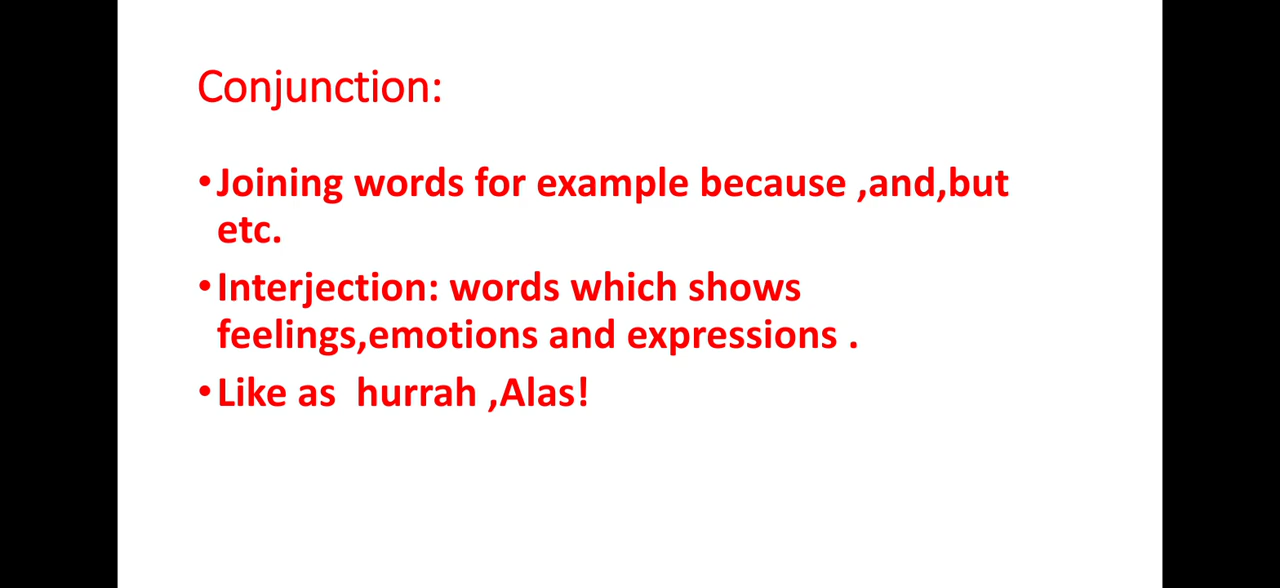 Conjunction:
•Joining words for example because ,and,but
etc.
•Interjection: words which shows
feelings,emotions and expressions .
•Like as  hurrah ,Alas!